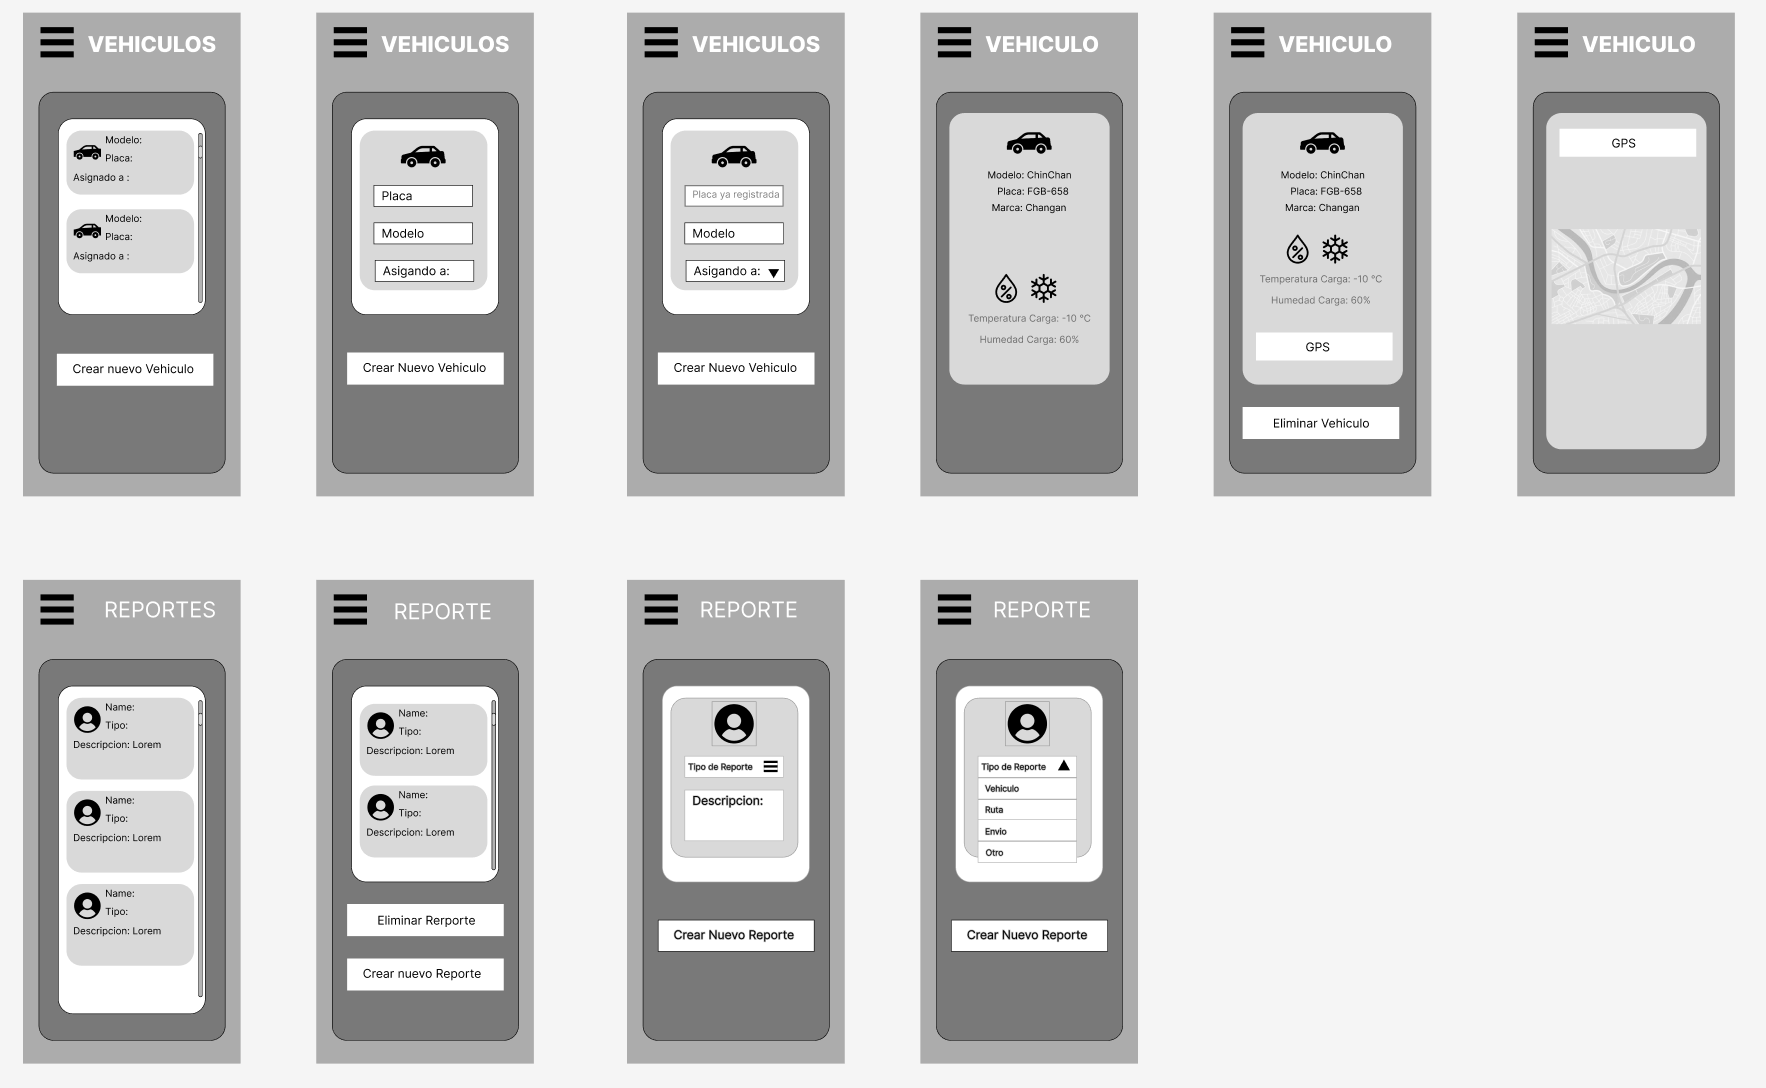 VEHICULOS
Modelo:
Placa:
Asignado a :
Modelo:
Placa:
Asignado a :
Crear nuevo Vehiculo
VEHICULOS
Placa
Modelo
Asigando a:
Crear Nuevo Vehiculo
VEHICULOS
Placa ya registrada
Modelo
Asigando a:
Crear Nuevo Vehiculo
VEHICULO
Modelo: ChinChan
Placa: FGB-658
Marca: Changan
Temperatura Carga: -10 °C
Humedad Carga: 60%
VEHICULO
Modelo: ChinChan
Placa: FGB-658
Marca: Changan
Temperatura Carga: -10 °C
Humedad Carga: 60%
GPS
Eliminar Vehiculo
VEHICULO
GPS
REPORTES
Name:
Tipo:
Descripcion: Lorem
Name:
Tipo:
Descripcion: Lorem
Name:
Tipo:
Descripcion: Lorem
REPORTE
Name:
Tipo:
Descripcion: Lorem
Name:
Tipo:
Descripcion: Lorem
Eliminar Rerporte
Crear nuevo Reporte
REPORTE
Tipo de Reporte
Descripcion:
Crear Nuevo Reporte
REPORTE
Tipo de Reporte
Vehiculo
Ruta
Envio
Otro
Crear Nuevo Reporte